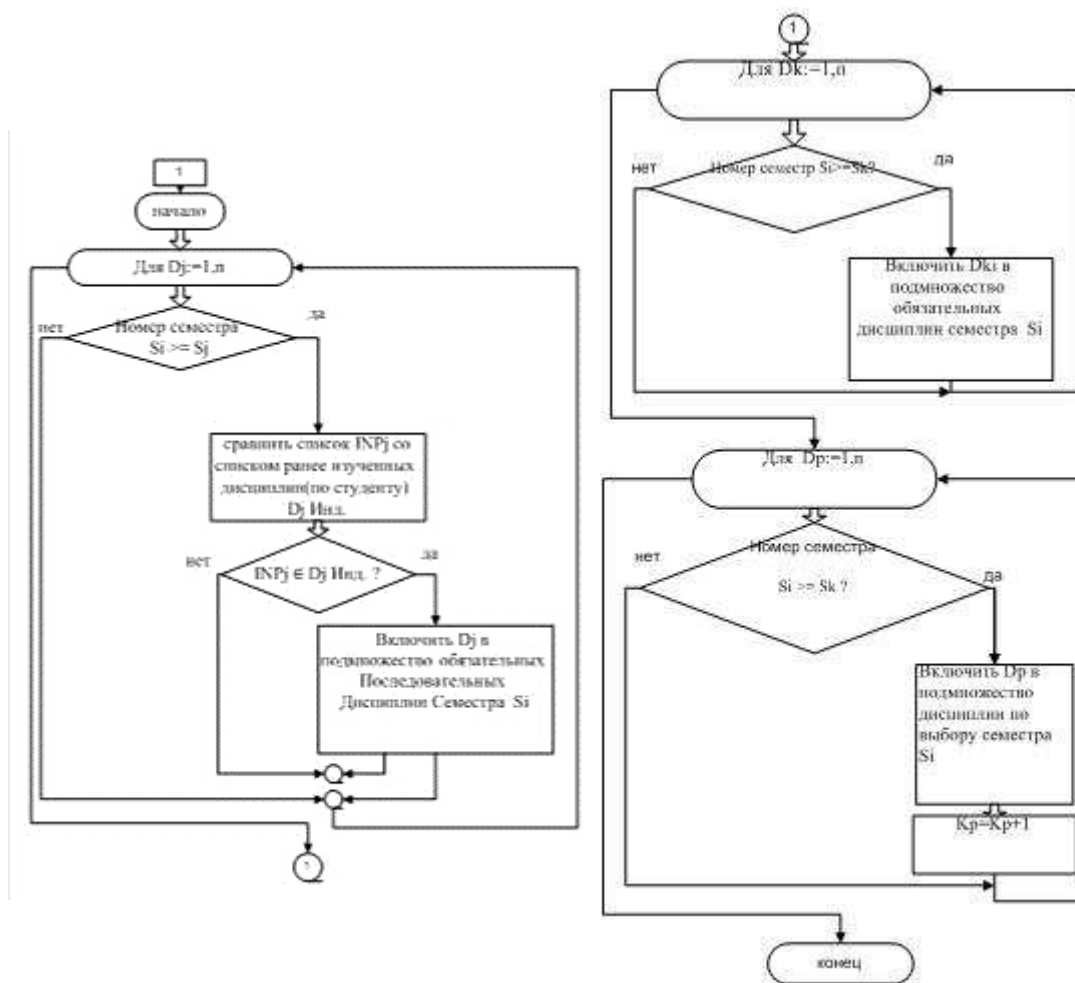 1
начало
Для Dj:=1,n
нет
Номер семестра
Si >= Sj
да
сравнить список INPj со
списком ранее изученных
дисциплин(по студенту)
Dj Инд.
нет
INPj ∈ Dj Инд. ?
да
Включить Dj в
подмножество обязательных
Последовательных
Дисциплин Семестра Si
1
1
Для Dk:=1,n
нет
Номер семестр Si>=Sk?
да
Включить Dki в
подмножество
обязательных
дисциплин семестра Si
Для Dp:=1,n
нет
Номер семестра
Si >= Sk ?
да
Включить Dp в
подмножество
дисциплин по
выбору семестра
Si
Kp=Kp+1
конец